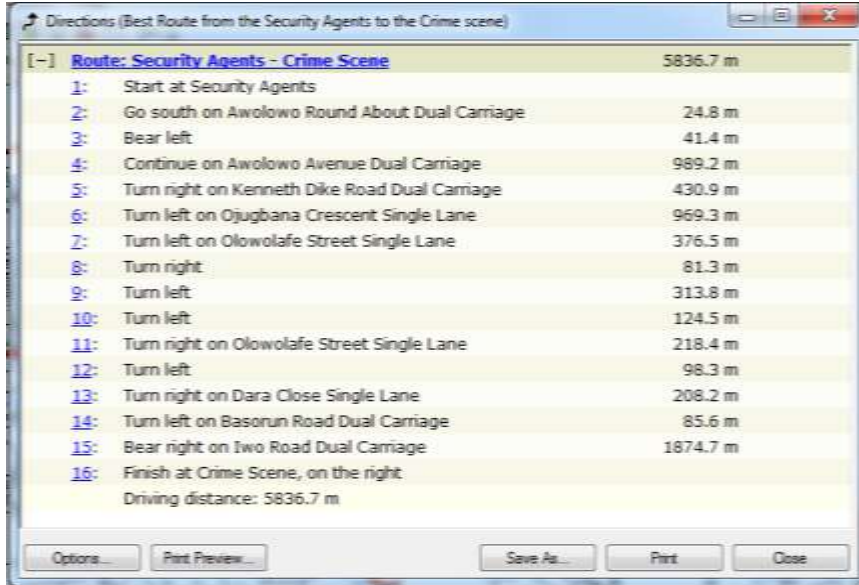 Directions (Best Route from the Security Agents to the Crime scene)
[-] Route: Security Agents - Crime Scene 5836.7 m
1: Start at Security Agents
2: Go south on Awolowo Round About Dual Carriage 24.8 m
3: Bear left 41.4 m
4: Continue on Awolowo Avenue Dual Carriage 989.2 m
5: Turn right on Kenneth Dike Road Dual Carriage 430.9 m
6: Turn left on Ojugbana Crescent Single Lane 969.3 m
7: Turn left on Olowolafe Street Single Lane 376.5 m
8: Turn right 81.3 m
9: Turn left 313.8 m
10: Turn left 124.5 m
11: Turn right on Olowolafe Street Single Lane 218.4 m
12: Turn left 98.3 m
13: Turn right on Dara Close Single Lane 208.2 m
14: Turn left on Basorun Road Dual Carriage 85.6 m
15: Bear right on Iwo Road Dual Carriage 1874.7 m
16: Finish at Crime Scene, on the right
Driving distance: 5836.7 m
Options... Print Preview... Save As... Print Close